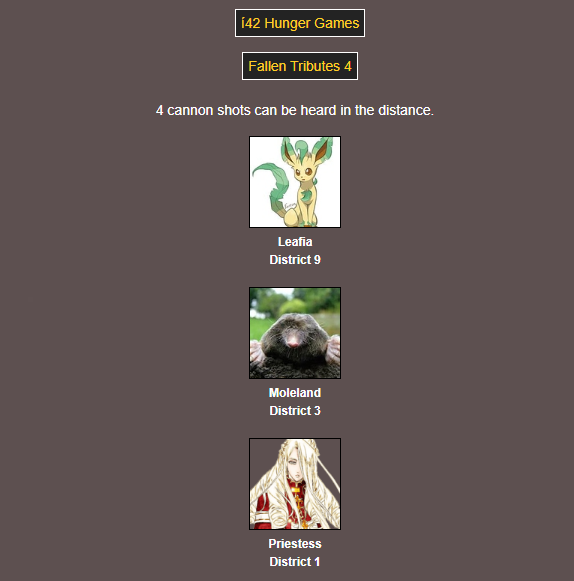 í42 Hunger Games
Fallen Tributes 4
4 cannon shots can be heard in the distance.
Leafia
District 9
Moleland
District 3
Priestess
District 1